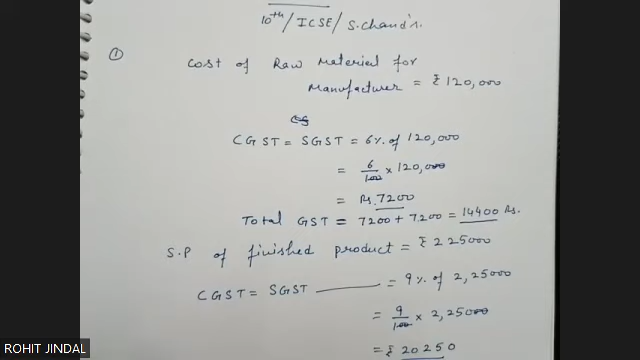 10th / ICSE / S. Chand's.
①
Cost of Raw Material for
Manufacturer = ₹ 120,000
CGST = SGST = 6% of 120,000
= 6/100 × 120,000
= Rs. 7200
Total GST = 7200 + 7200 = 14400 Rs.
S.P of finished product = ₹ 225000
CGST = SGST ——— = 9% of 2,25000
= 9/100 × 2,25000
= ₹ 20250
ROHIT JINDAL